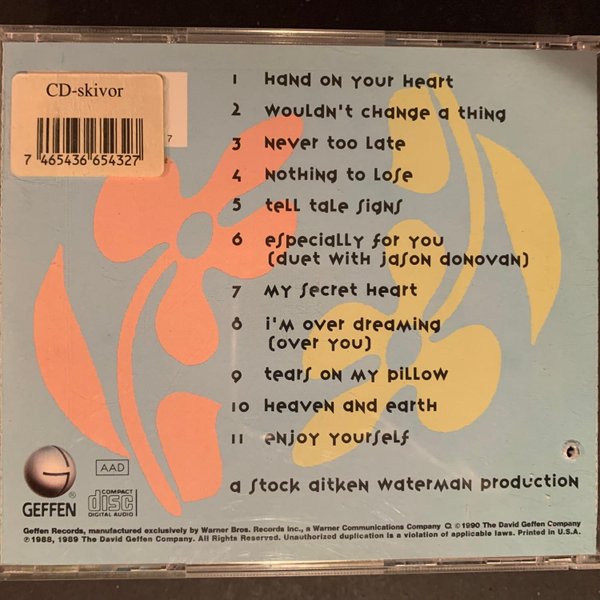 CD-skivor
7 465436 654327
7
1 Hand on Your Heart
2 Wouldn't Change a Thing
3 Never Too Late
4 Nothing to Lose
5 Tell Tale Signs
6 Especially for You
(duet with Jason Donovan)
7 My Secret Heart
8 I'm Over Dreaming
(Over You)
9 Tears on My Pillow
10 Heaven and Earth
11 Enjoy Yourself
a Stock Aitken Waterman production
G
GEFFEN®
AAD
COMPACT
disc
DIGITAL AUDIO
Geffen Records, manufactured exclusively by Warner Bros. Records Inc., a Warner Communications Company ©1990 The David Geffen Company
℗1988, 1989 The David Geffen Company. All Rights Reserved. Unauthorized duplication is a violation of applicable laws. Printed in U.S.A.